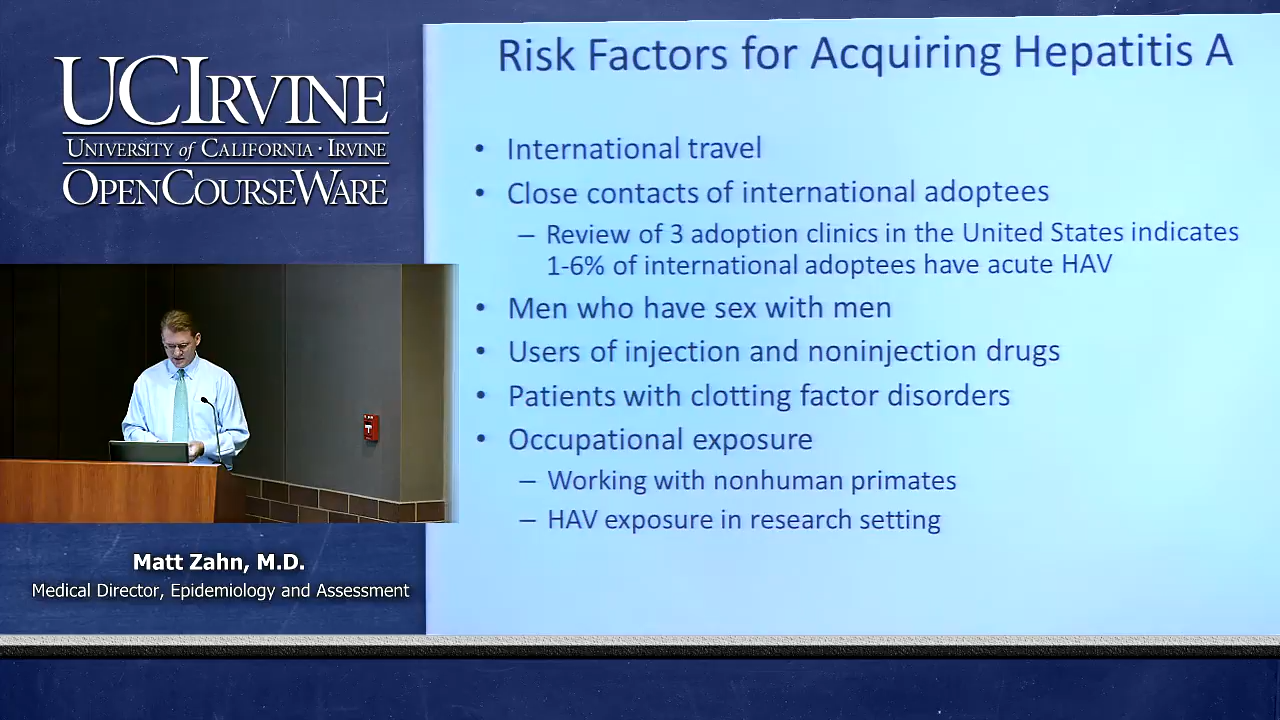 UCIRVINE
UNIVERSITY of CALIFORNIA · IRVINE
OPENCOURSEWARE
Risk Factors for Acquiring Hepatitis A
• International travel
• Close contacts of international adoptees
– Review of 3 adoption clinics in the United States indicates
1-6% of international adoptees have acute HAV
• Men who have sex with men
• Users of injection and noninjection drugs
• Patients with clotting factor disorders
• Occupational exposure
– Working with nonhuman primates
– HAV exposure in research setting
Matt Zahn, M.D.
Medical Director, Epidemiology and Assessment